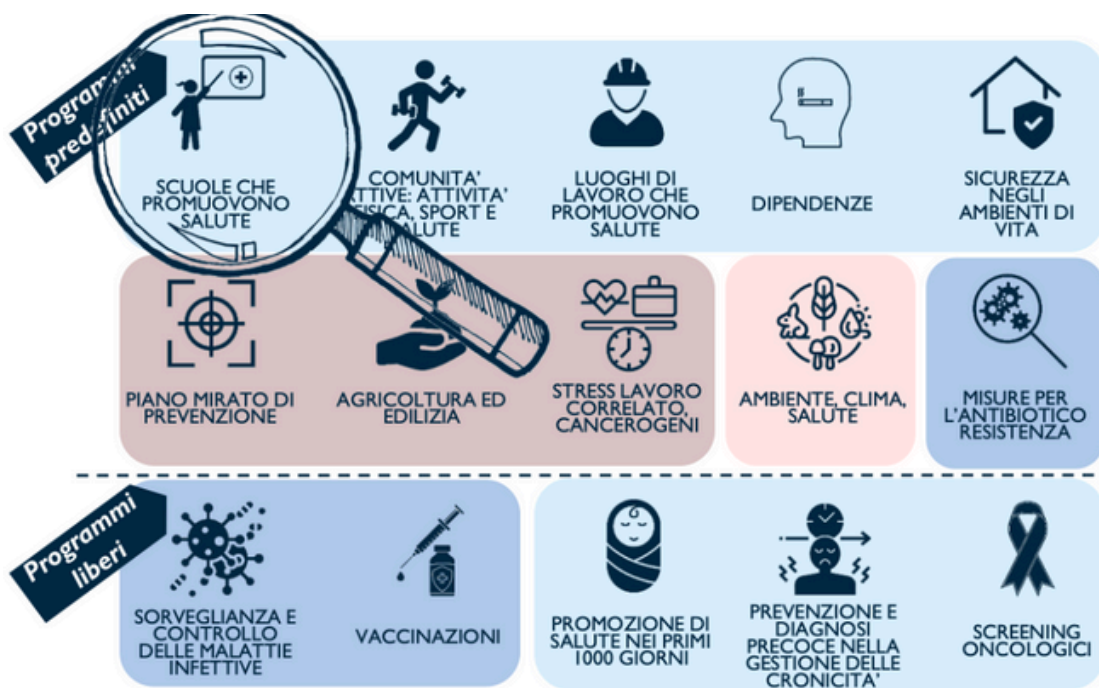 Programmi
predefiniti
SCUOLE CHE
PROMUOVONO
SALUTE
COMUNITA'
ATTIVE: ATTIVITA'
FISICA, SPORT E
SALUTE
LUOGHI DI
LAVORO CHE
PROMUOVONO
SALUTE
DIPENDENZE
SICUREZZA
NEGLI
AMBIENTI DI
VITA
PIANO MIRATO DI
PREVENZIONE
AGRICOLTURA ED
EDILIZIA
STRESS LAVORO
CORRELATO,
CANCEROGENI
AMBIENTE, CLIMA,
SALUTE
MISURE PER
L'ANTIBIOTICO
RESISTENZA
Programmi
liberi
SORVEGLIANZA E
CONTROLLO
DELLE MALATTIE
INFETTIVE
VACCINAZIONI
PROMOZIONE DI
SALUTE NEI PRIMI
1000 GIORNI
PREVENZIONE E
DIAGNOSI
PRECOCE NELLA
GESTIONE DELLE
CRONICITA'
SCREENING
ONCOLOGICI